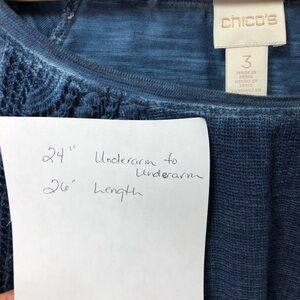 chico's
3
24" Underarm to
Underarm
26" Length